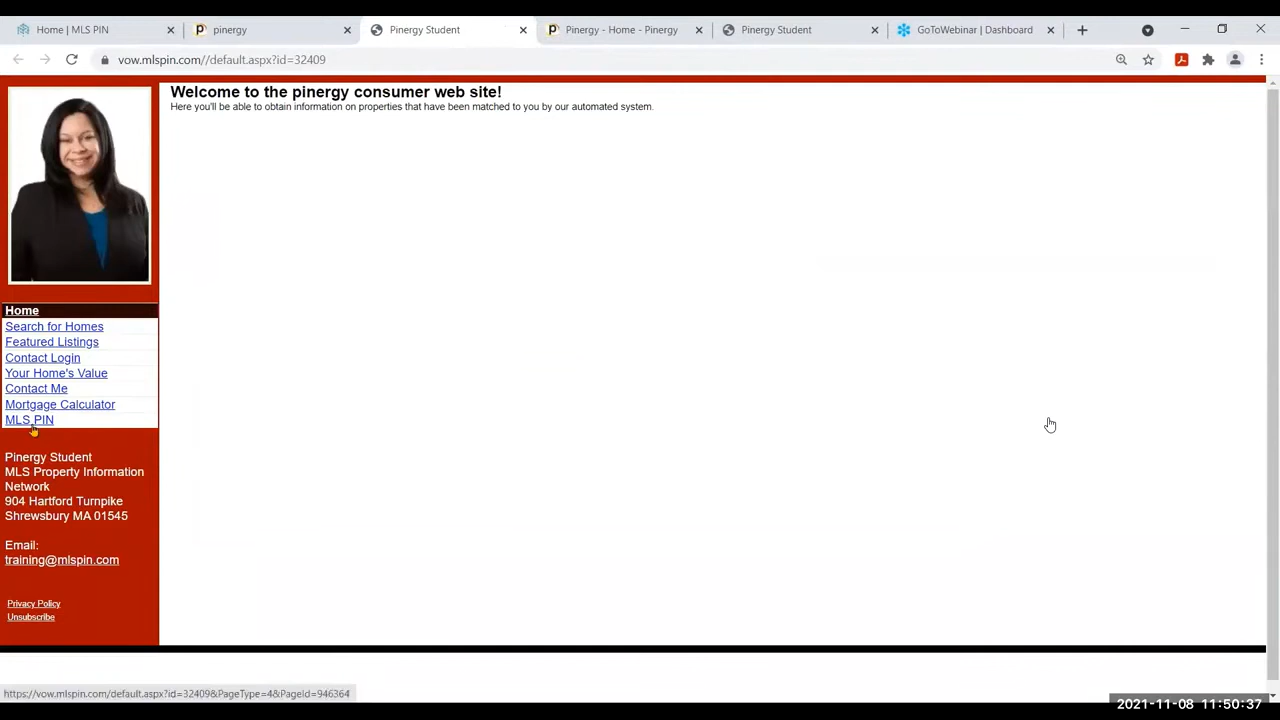 Home | MLS PIN
pinergy
Pinergy Student
Pinergy - Home - Pinergy
Pinergy Student
GoToWebinar | Dashboard
vow.mlspin.com//default.aspx?id=32409
Welcome to the pinergy consumer web site!
Here you'll be able to obtain information on properties that have been matched to you by our automated system.
Home
Search for Homes
Featured Listings
Contact Login
Your Home's Value
Contact Me
Mortgage Calculator
MLS PIN
Pinergy Student
MLS Property Information
Network
904 Hartford Turnpike
Shrewsbury MA 01545
Email:
training@mlspin.com
Privacy Policy
Unsubscribe
https://vow.mlspin.com/default.aspx?id=32409&PageType=4&PageId=946364
2021-11-08 11:50:37